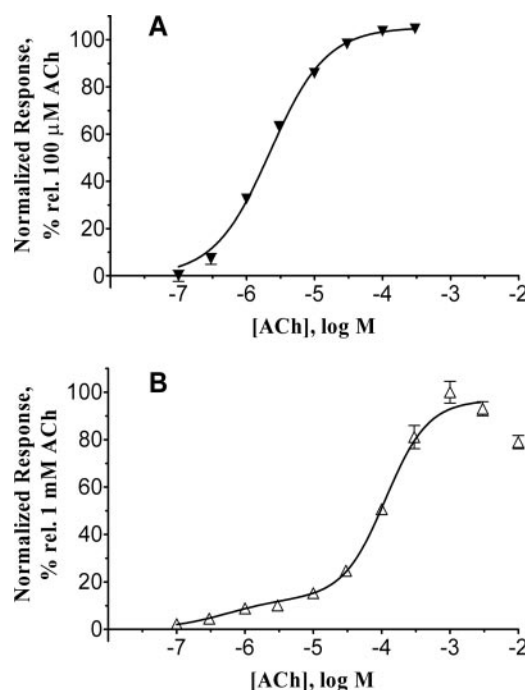 A
Normalized Response,
% rel. 100 μM ACh
100
80
60
40
20
0
-7 -6 -5 -4 -3 -2
[ACh], log M
B
Normalized Response,
% rel. 1 mM ACh
100
80
60
40
20
0
-7 -6 -5 -4 -3 -2
[ACh], log M